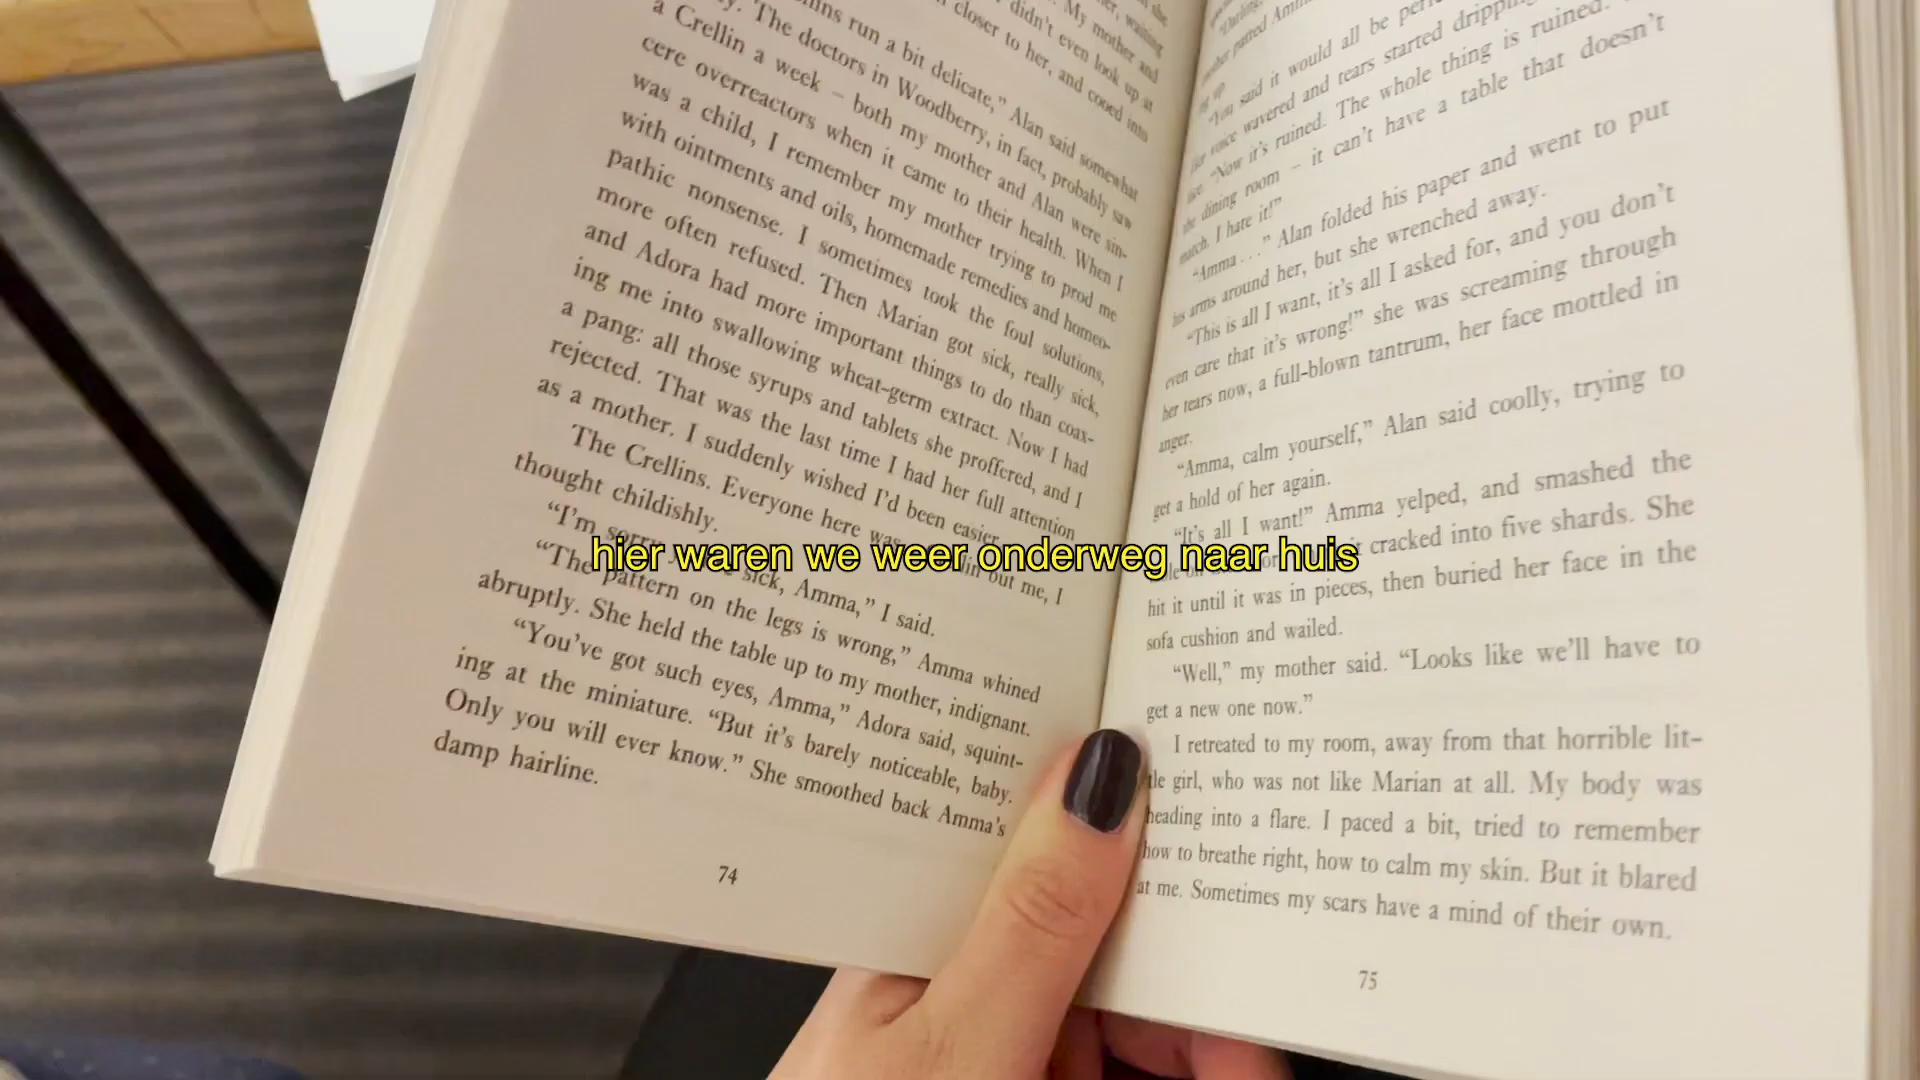 closer to her, and cooed into
ins run a bit delicate,” Alan said somewhat
The doctors in Woodberry, in fact, probably saw
a Crellin a week – both my mother and Alan were sin-
cere overreactors when it came to their health. When I
was a child, I remember my mother trying to prod me
with ointments and oils, homemade remedies and homeo-
pathic nonsense. I sometimes took the foul solutions,
more often refused. Then Marian got sick, really sick,
and Adora had more important things to do than coax-
ing me into swallowing wheat-germ extract. Now I had
a pang: all those syrups and tablets she proffered, and I
rejected. That was the last time I had her full attention
as a mother. I suddenly wished I’d been easier.
The Crellins. Everyone here was lin but me, I
thought childishly.
“I’m sorry sick, Amma,” I said.
“The pattern on the legs is wrong,” Amma whined
abruptly. She held the table up to my mother, indignant.
“You’ve got such eyes, Amma,” Adora said, squint-
ing at the miniature. “But it’s barely noticeable, baby.
Only you will ever know.” She smoothed back Amma’s
damp hairline.
74
“You said it would all be
voice wavered and tears started dripping
“Now it’s ruined. The whole thing is ruined.
the dining room – it can’t have a table that doesn’t
match. I hate it!”
“Amma . . . ” Alan folded his paper and went to put
his arms around her, but she wrenched away.
“This is all I want, it’s all I asked for, and you don’t
even care that it’s wrong!” she was screaming through
her tears now, a full-blown tantrum, her face mottled in
anger.
“Amma, calm yourself,” Alan said coolly, trying to
get a hold of her again.
“It’s all I want!” Amma yelped, and smashed the
cracked into five shards. She
hit it until it was in pieces, then buried her face in the
sofa cushion and wailed.
“Well,” my mother said. “Looks like we’ll have to
get a new one now.”
I retreated to my room, away from that horrible lit-
tle girl, who was not like Marian at all. My body was
heading into a flare. I paced a bit, tried to remember
how to breathe right, how to calm my skin. But it blared
at me. Sometimes my scars have a mind of their own.
75
hier waren we weer onderweg naar huis